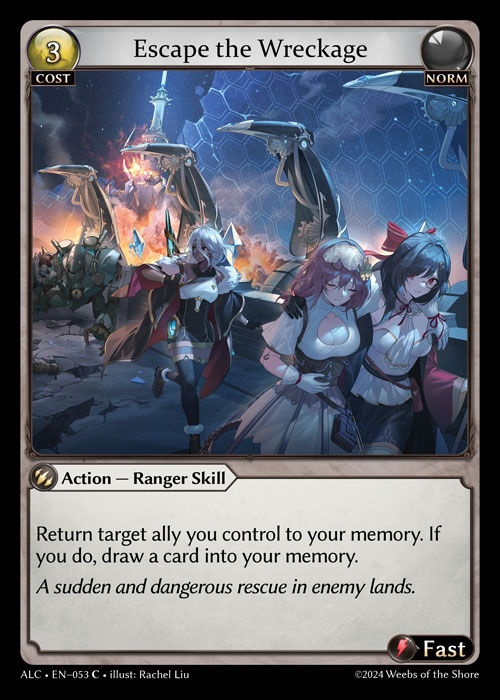 3
Escape the Wreckage
COST
NORM
Action — Ranger Skill
Return target ally you control to your memory. If
you do, draw a card into your memory.
A sudden and dangerous rescue in enemy lands.
Fast
ALC • EN–053 C • illust: Rachel Liu
©2024 Weebs of the Shore